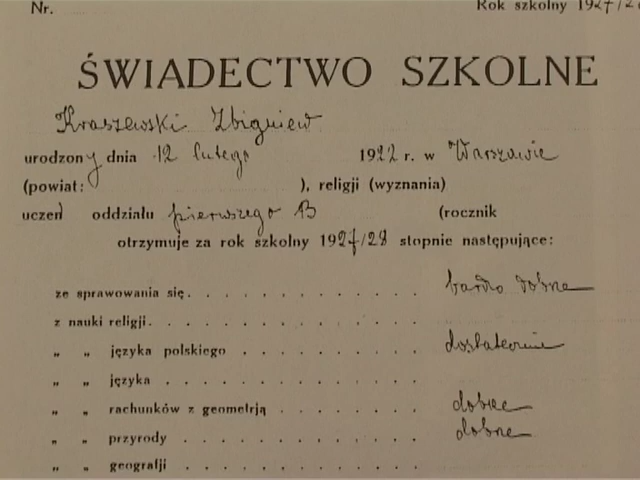 Nr. Rok szkolny 1927/28
ŚWIADECTWO SZKOLNE
Kraszewski Zbigniew
urodzony dnia 12 lutego 1922 r. w Warszawie
(powiat: ), religji (wyznania)
uczeń oddziału pierwszego B (rocznik
otrzymuje za rok szkolny 1927/28 stopnie następujące:
ze sprawowania się. . . . . . . . . . . . . bardo dobre
z nauki religji. . . . . . . . . . . . . . .
„ „ języka polskiego . . . . . . . . . . dostatecznie
„ „ języka . . . . . . . . . . . . . .
„ „ rachunków z geometrją . . . . . . . . dobre
„ „ przyrody . . . . . . . . . . . . . dobre
„ „ geografji . . . . . . . . . . . . .